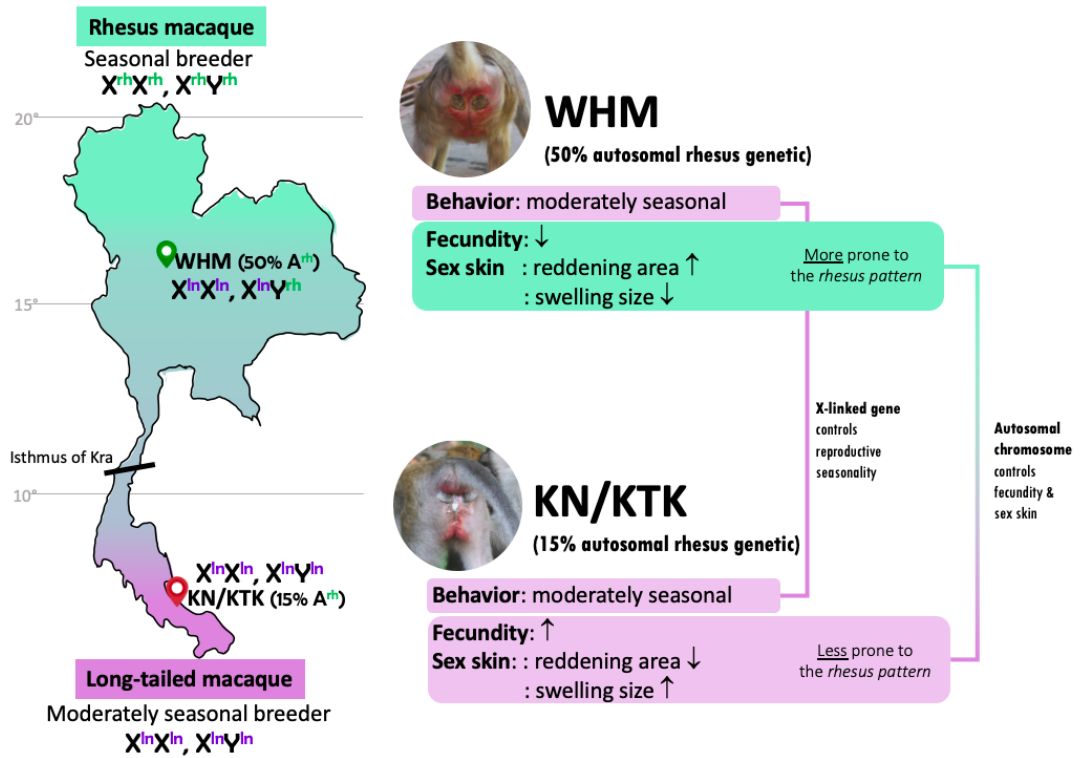 Rhesus macaque
Seasonal breeder
XrhXrh, XrhYrh
20°
WHM (50% Arh)
XlnXln, XlnYrh
15°
Isthmus of Kra
10°
XlnXln, XlnYln
KN/KTK (15% Arh)
Long-tailed macaque
Moderately seasonal breeder
XlnXln, XlnYln
WHM
(50% autosomal rhesus genetic)
Behavior: moderately seasonal
Fecundity: ↓
Sex skin : reddening area ↑
: swelling size ↓
More prone to
the rhesus pattern
X-linked gene
controls
reproductive
seasonality
Autosomal
chromosome
controls
fecundity &
sex skin
KN/KTK
(15% autosomal rhesus genetic)
Behavior: moderately seasonal
Fecundity: ↑
Sex skin: : reddening area ↓
: swelling size ↑
Less prone to
the rhesus pattern